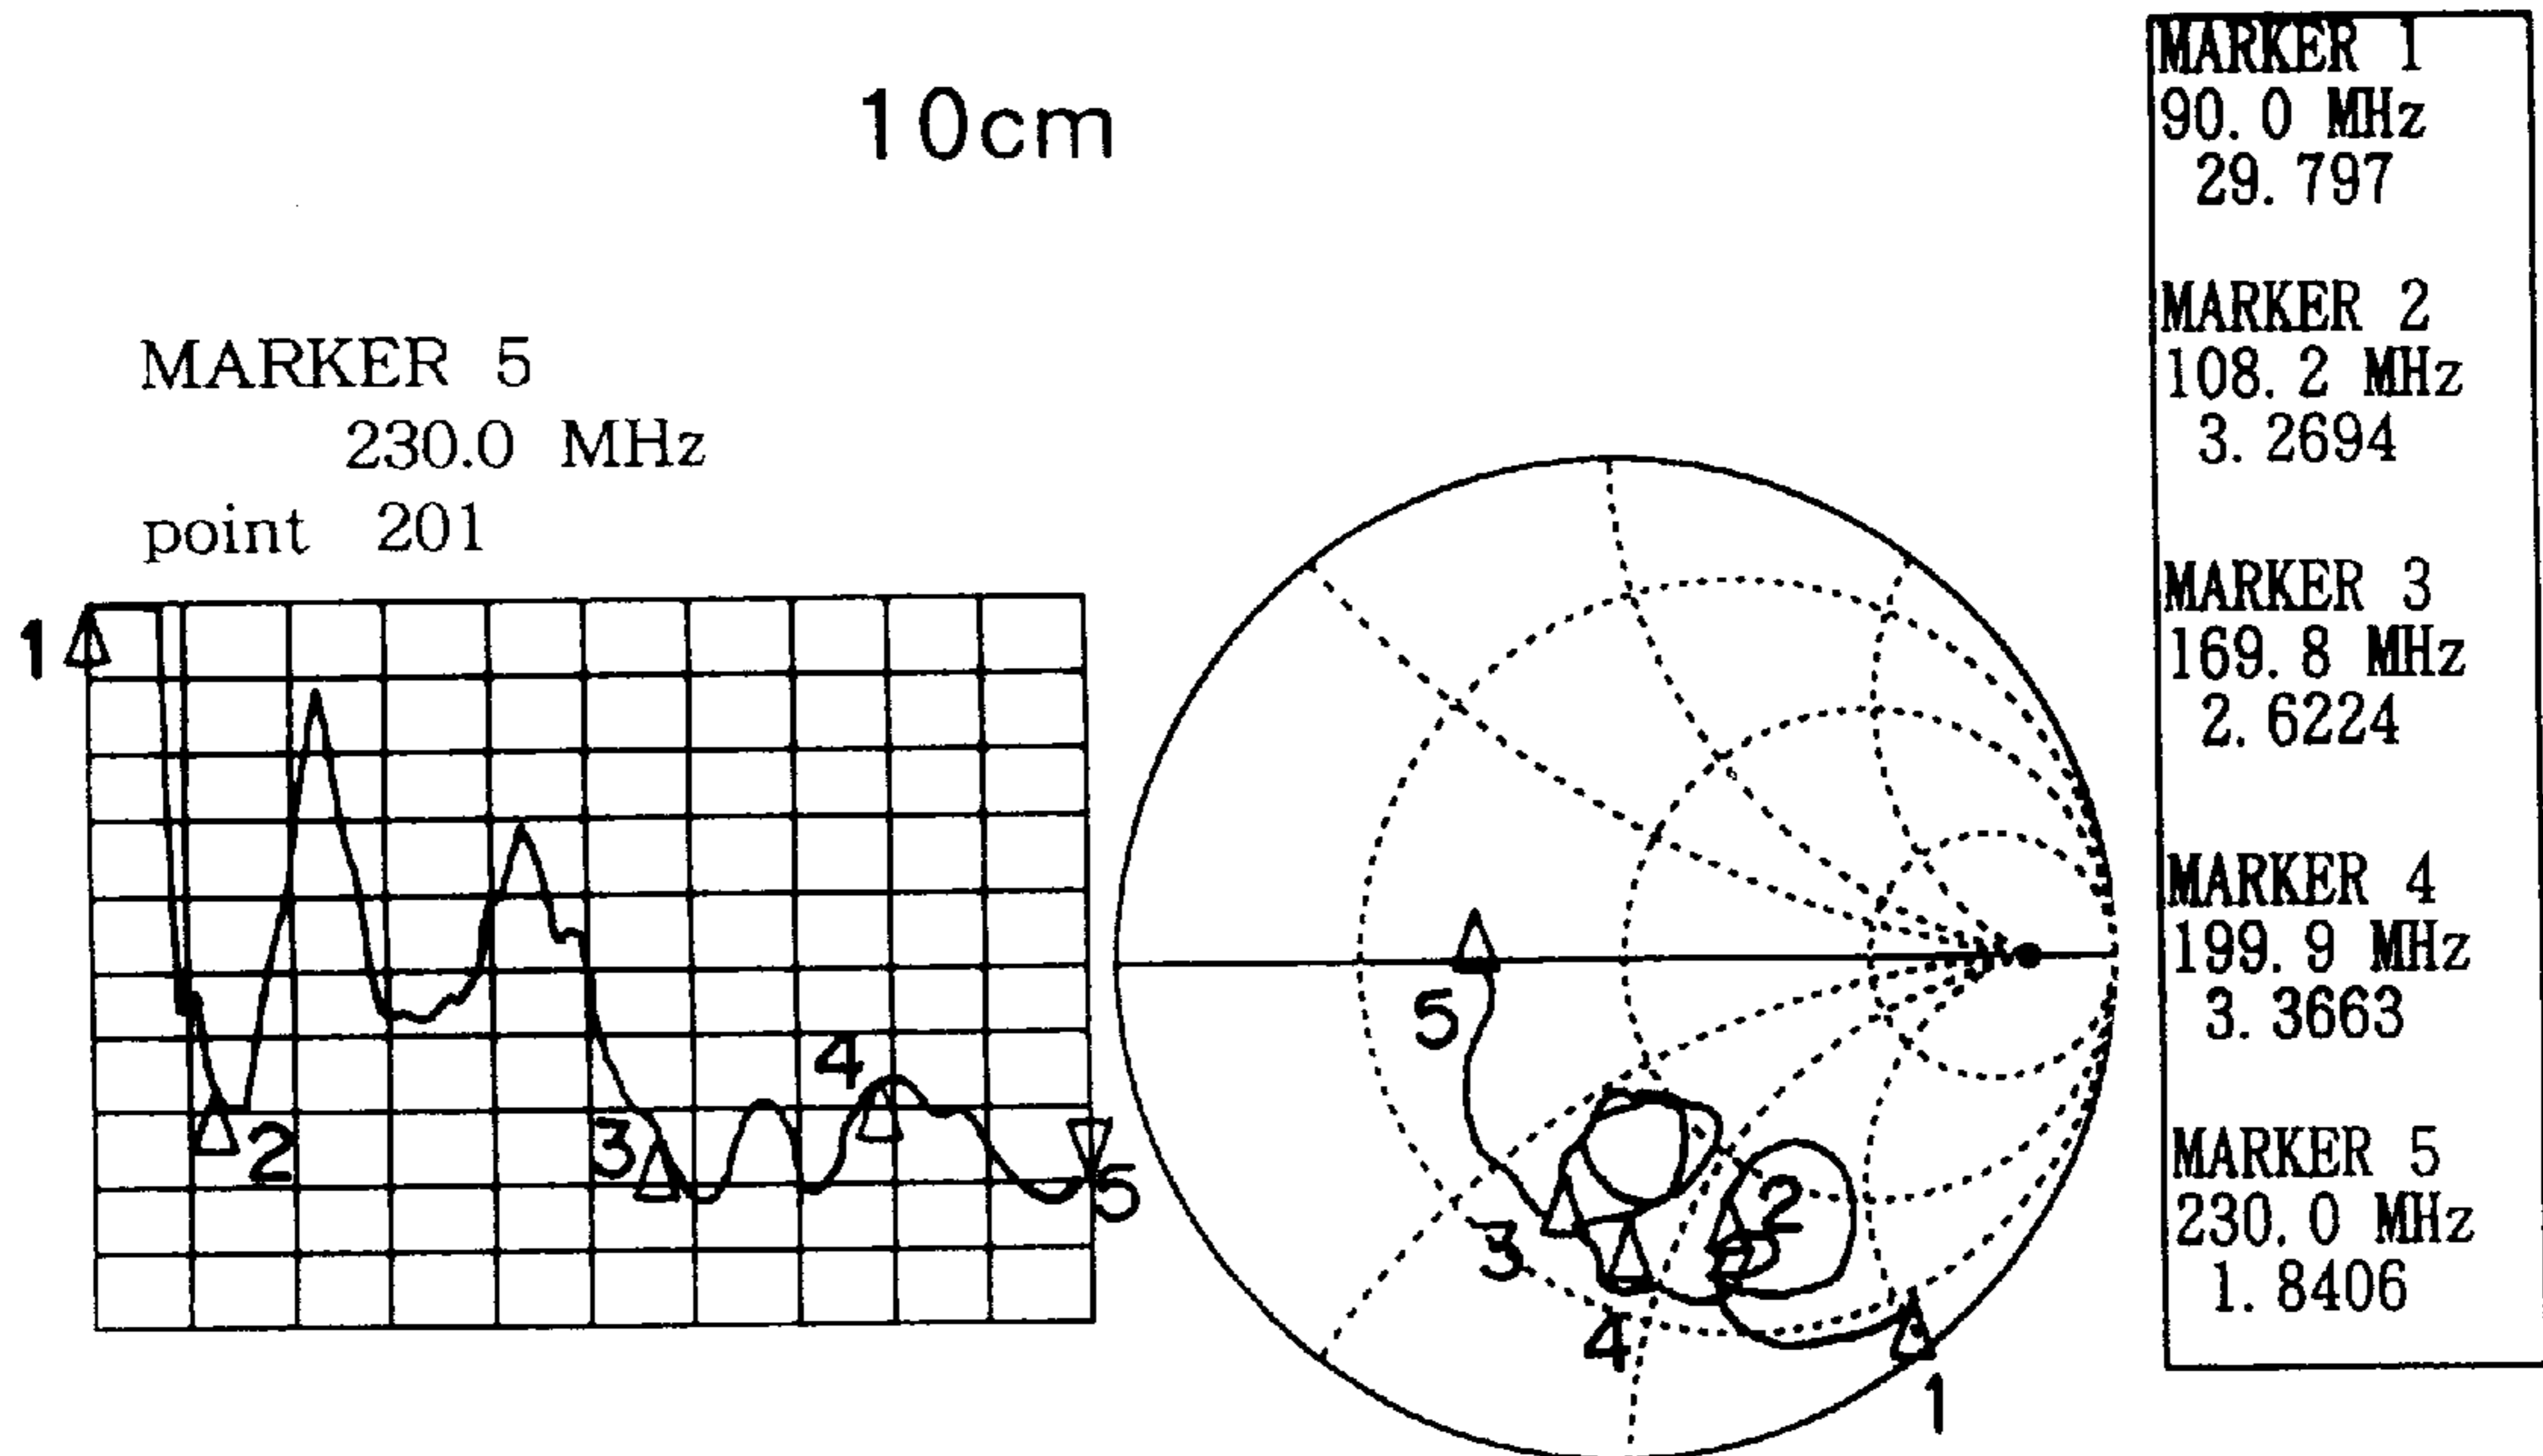 10cm
MARKER 5
230.0 MHz
point 201
1
2
3
4
5
5
3
4
2
1
MARKER 1
90.0 MHz
29.797
MARKER 2
108.2 MHz
3.2694
MARKER 3
169.8 MHz
2.6224
MARKER 4
199.9 MHz
3.3663
MARKER 5
230.0 MHz
1.8406